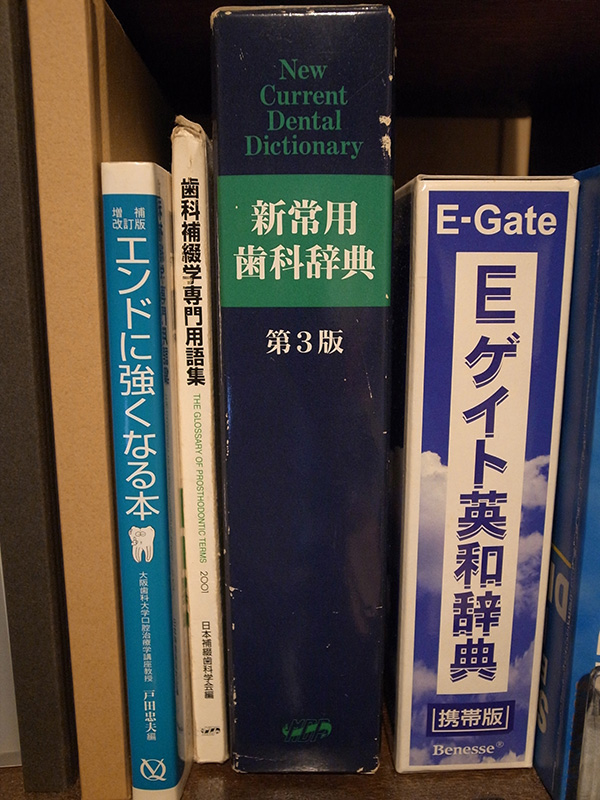 増補
改訂版
エンドに強くなる本
大阪歯科大学口腔治療学講座教授
戸田忠夫 編
歯科補綴学専門用語集
THE GLOSSARY OF PROSTHODONTIC TERMS
2001
日本補綴歯科学会編
New
Current
Dental
Dictionary
新常用
歯科辞典
第3版
E-Gate
Eゲイト英和辞典
携帯版
Benesse®